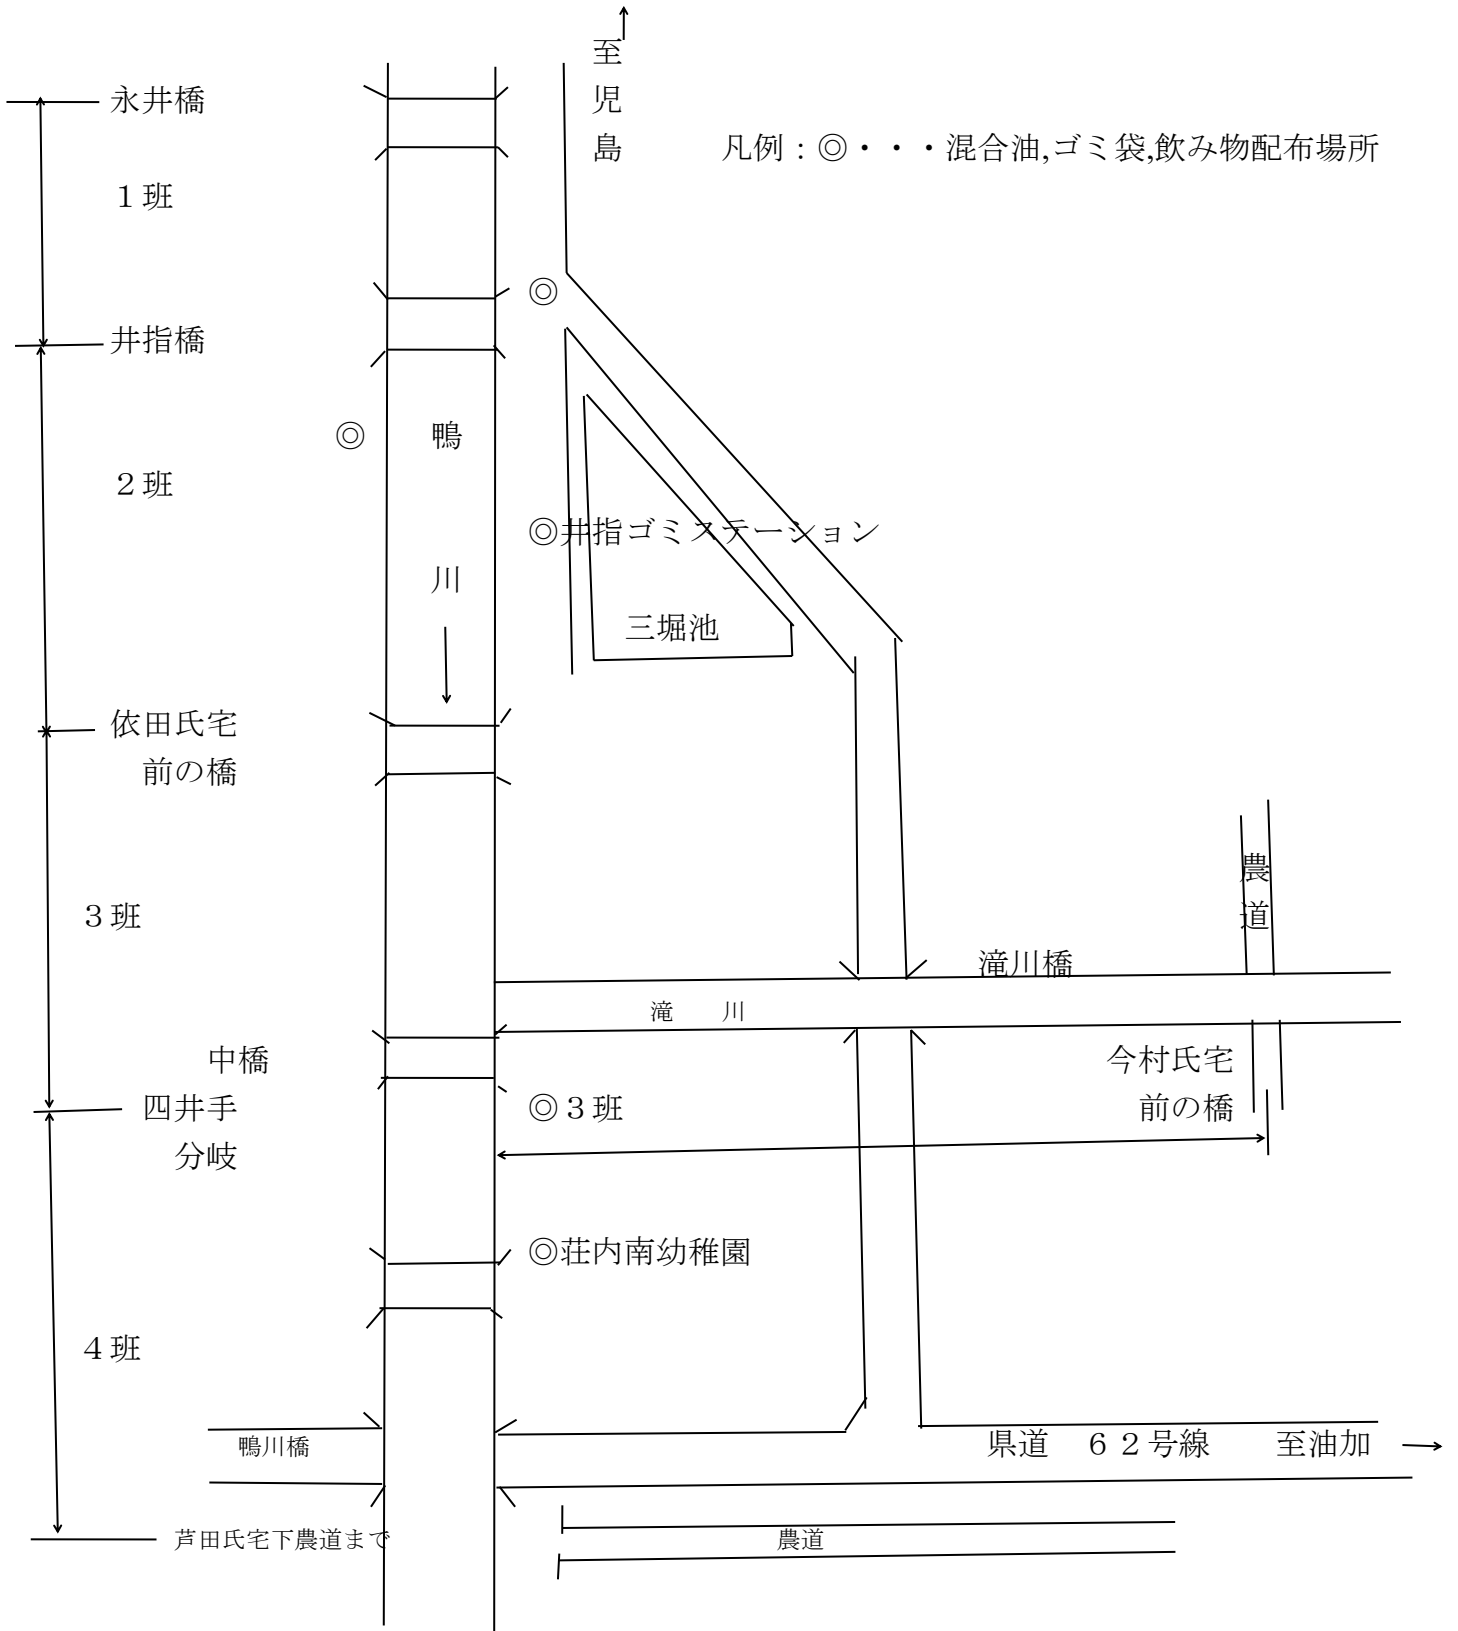 至
児
島
永井橋
凡例：◎・・・混合油,ゴミ袋,飲み物配布場所
１班
◎
井指橋
◎
鴨
２班
◎井指ゴミステーション
川
三堀池
依田氏宅
前の橋
農
道
３班
滝川橋
滝　川
中橋
今村氏宅
四井手
◎３班
前の橋
分岐
◎荘内南幼稚園
４班
鴨川橋
県道　６２号線　　至油加
芦田氏宅下農道まで
農道